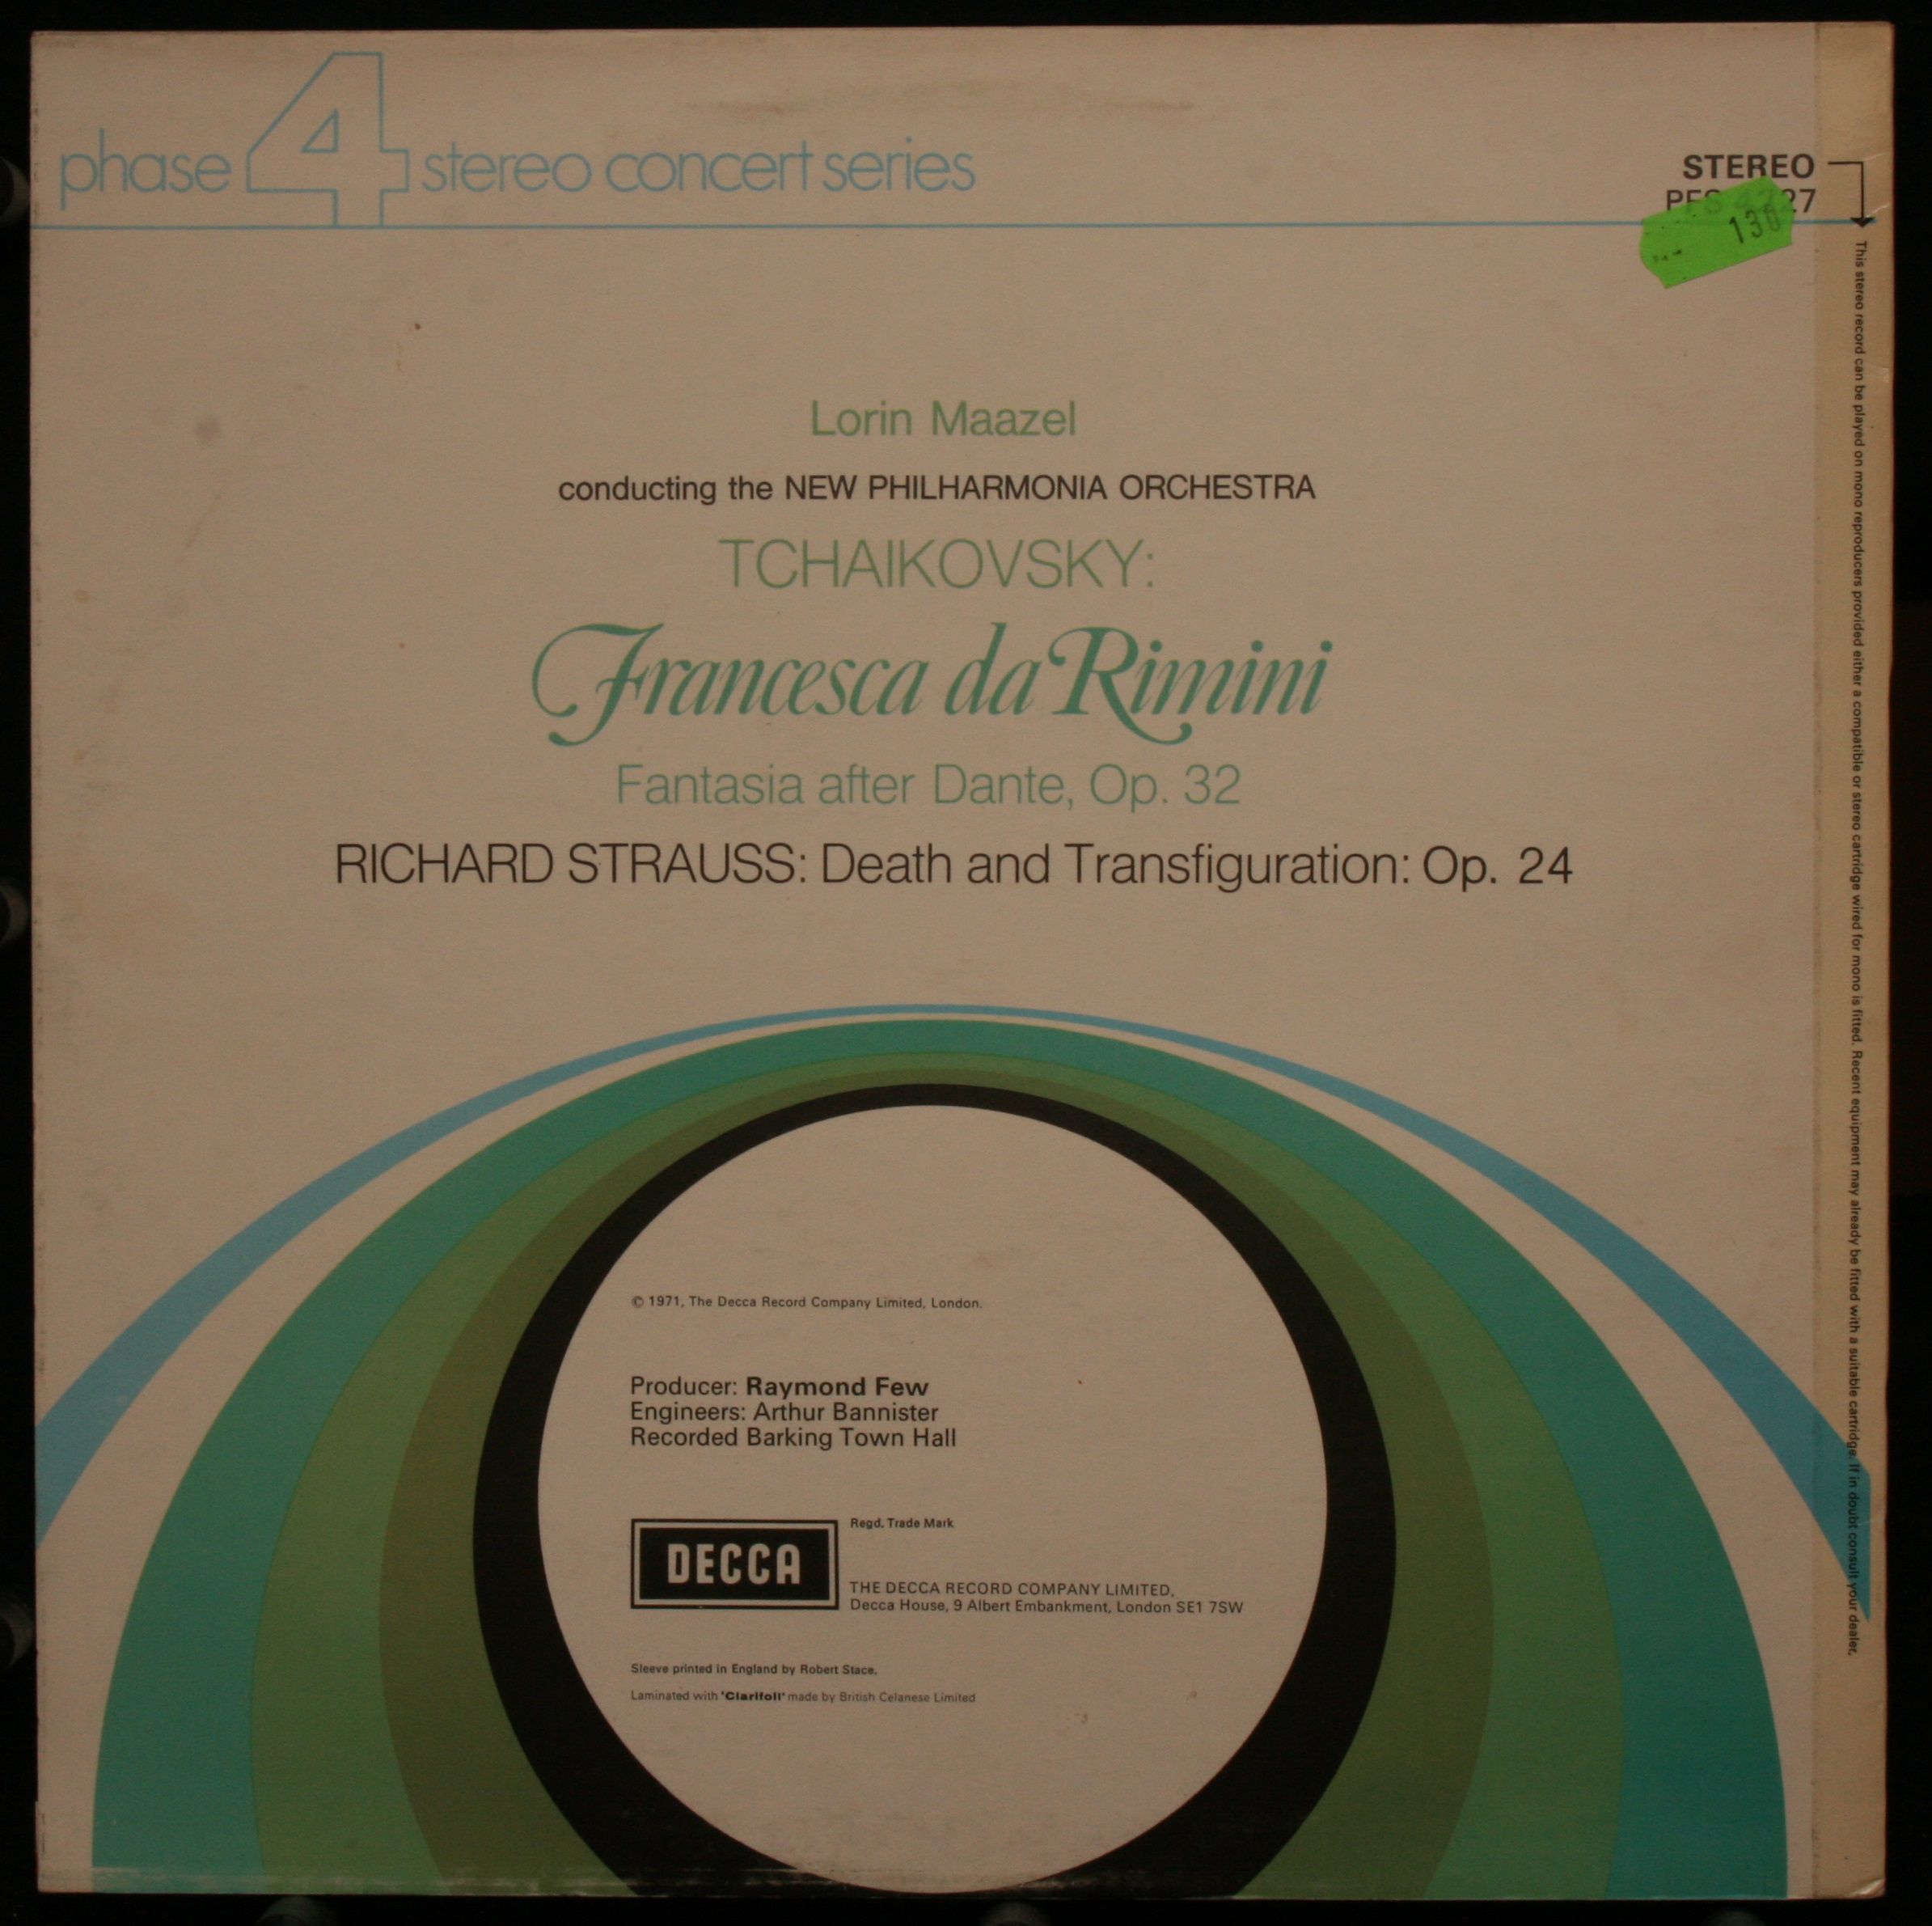 phase 4 stereo concert series
STEREO
PFS 4227
130
Lorin Maazel
conducting the NEW PHILHARMONIA ORCHESTRA
TCHAIKOVSKY:
Francesca da Rimini
Fantasia after Dante, Op. 32
RICHARD STRAUSS: Death and Transfiguration: Op. 24
© 1971, The Decca Record Company Limited, London.
Producer: Raymond Few
Engineers: Arthur Bannister
Recorded Barking Town Hall
DECCA
Regd. Trade Mark
THE DECCA RECORD COMPANY LIMITED,
Decca House, 9 Albert Embankment, London SE1 7SW
Sleeve printed in England by Robert Stace.
Laminated with 'Clarifoil' made by British Celanese Limited
This stereo record can be played on mono reproducers provided either a compatible or stereo cartridge wired for mono is fitted. Recent equipment may already be fitted with a suitable cartridge. If in doubt consult your dealer.